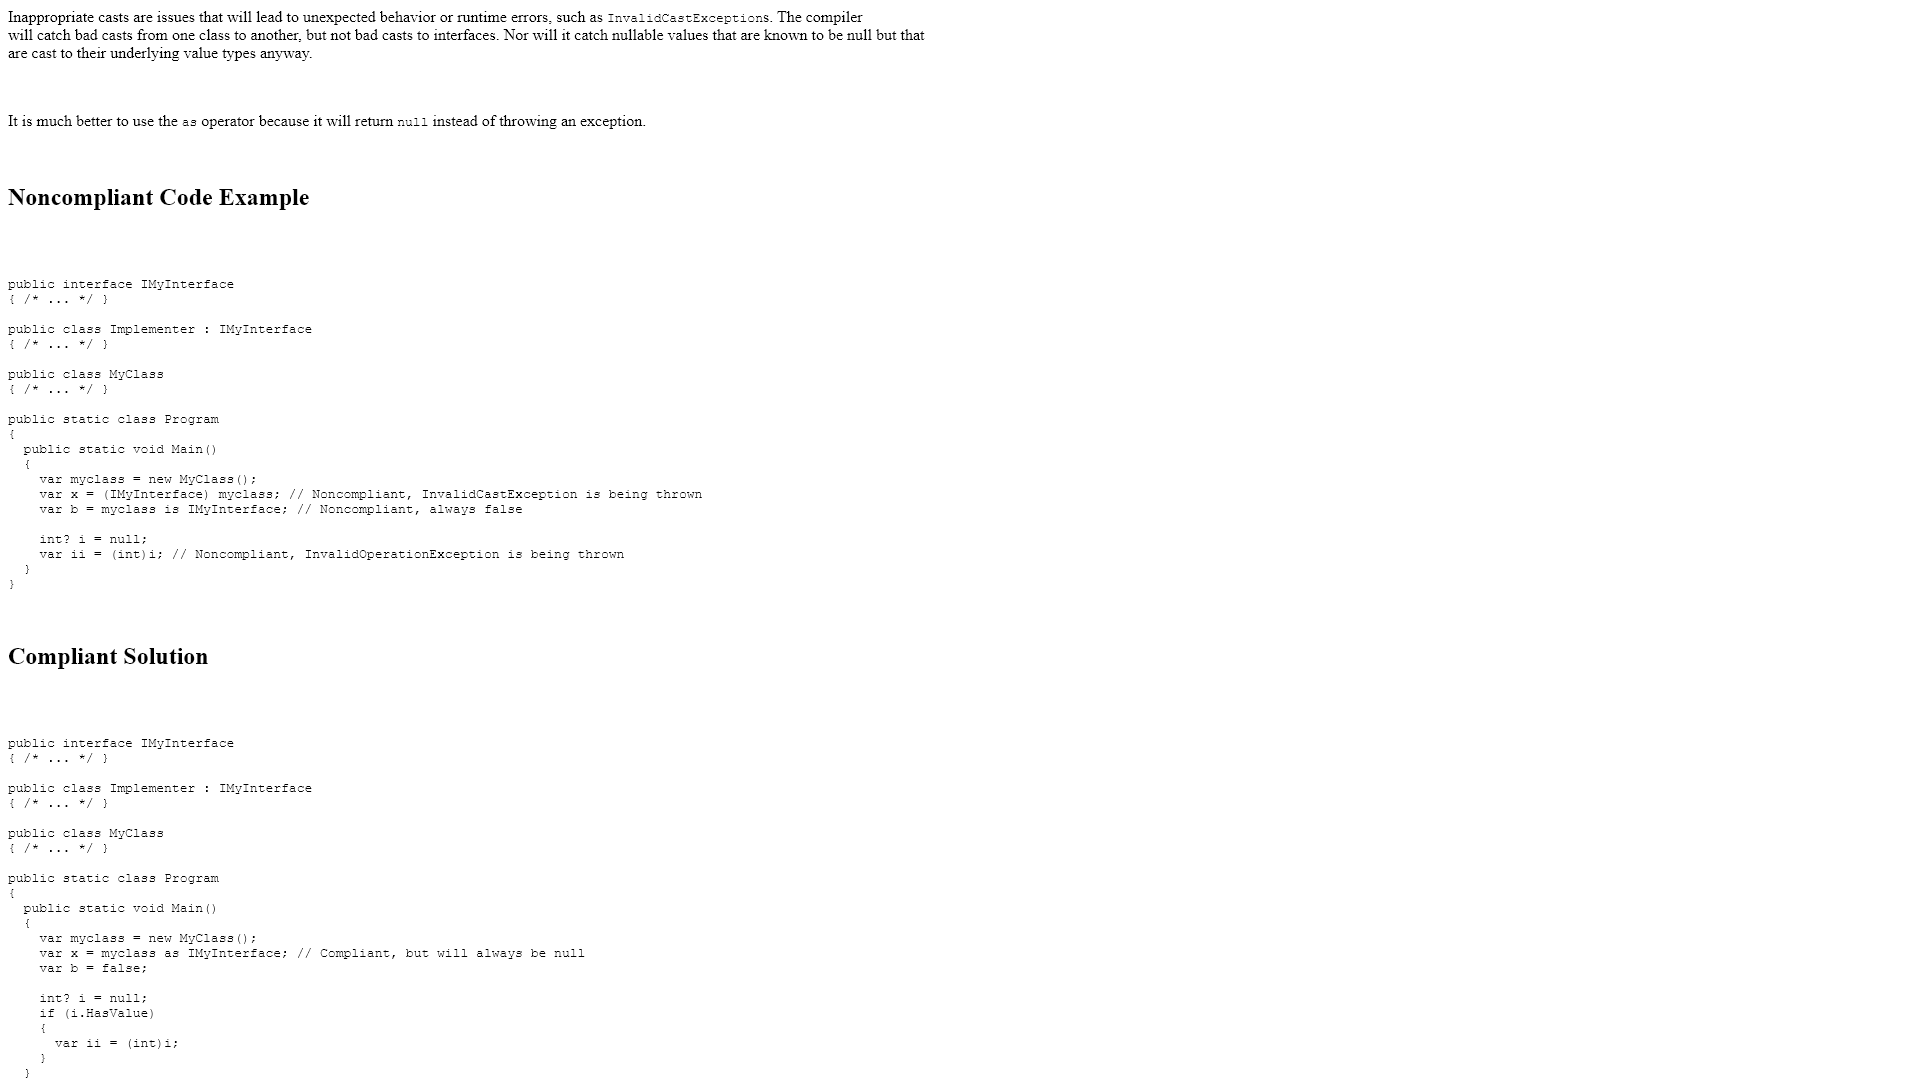 Inappropriate casts are issues that will lead to unexpected behavior or runtime errors, such as InvalidCastExceptions. The compiler
will catch bad casts from one class to another, but not bad casts to interfaces. Nor will it catch nullable values that are known to be null but that
are cast to their underlying value types anyway.
It is much better to use the as operator because it will return null instead of throwing an exception.
Noncompliant Code Example
public interface IMyInterface
{ /* ... */ }
public class Implementer : IMyInterface
{ /* ... */ }
public class MyClass
{ /* ... */ }
public static class Program
{
  public static void Main()
  {
    var myclass = new MyClass();
    var x = (IMyInterface) myclass; // Noncompliant, InvalidCastException is being thrown
    var b = myclass is IMyInterface; // Noncompliant, always false
    int? i = null;
    var ii = (int)i; // Noncompliant, InvalidOperationException is being thrown
  }
}
Compliant Solution
public interface IMyInterface
{ /* ... */ }
public class Implementer : IMyInterface
{ /* ... */ }
public class MyClass
{ /* ... */ }
public static class Program
{
  public static void Main()
  {
    var myclass = new MyClass();
    var x = myclass as IMyInterface; // Compliant, but will always be null
    var b = false;
    int? i = null;
    if (i.HasValue)
    {
      var ii = (int)i;
    }
  }